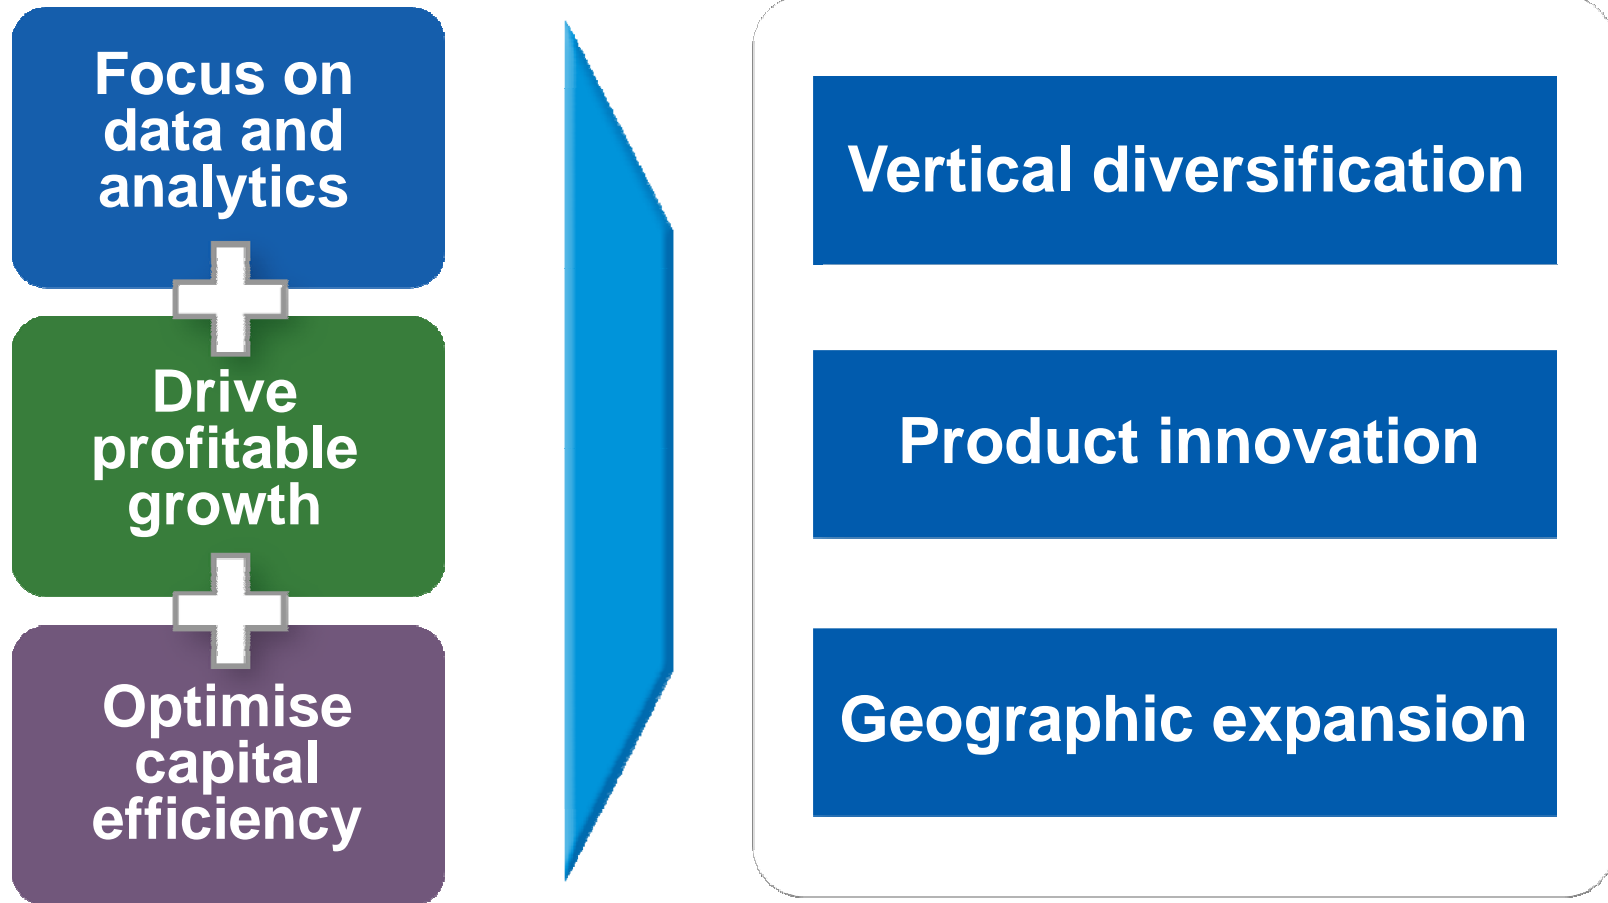 Focus on
data and
analytics
Drive
profitable
growth
Optimise
capital
efficiency
Vertical diversification
Product innovation
Geographic expansion